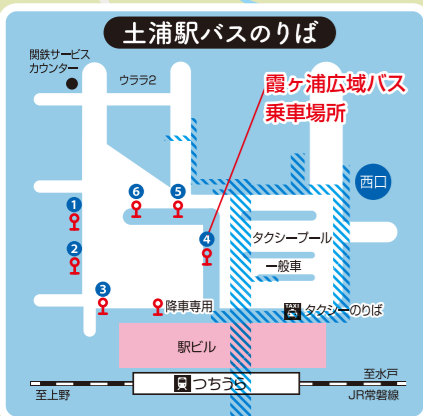 土浦駅バスのりば
関鉄サービス
カウンター
ウララ2
霞ヶ浦広域バス
乗車場所
西口
1
6
5
2
4
タクシープール
一般車
3
降車専用
TAXI
タクシーのりば
駅ビル
つちうら
至上野
至水戸
JR常磐線